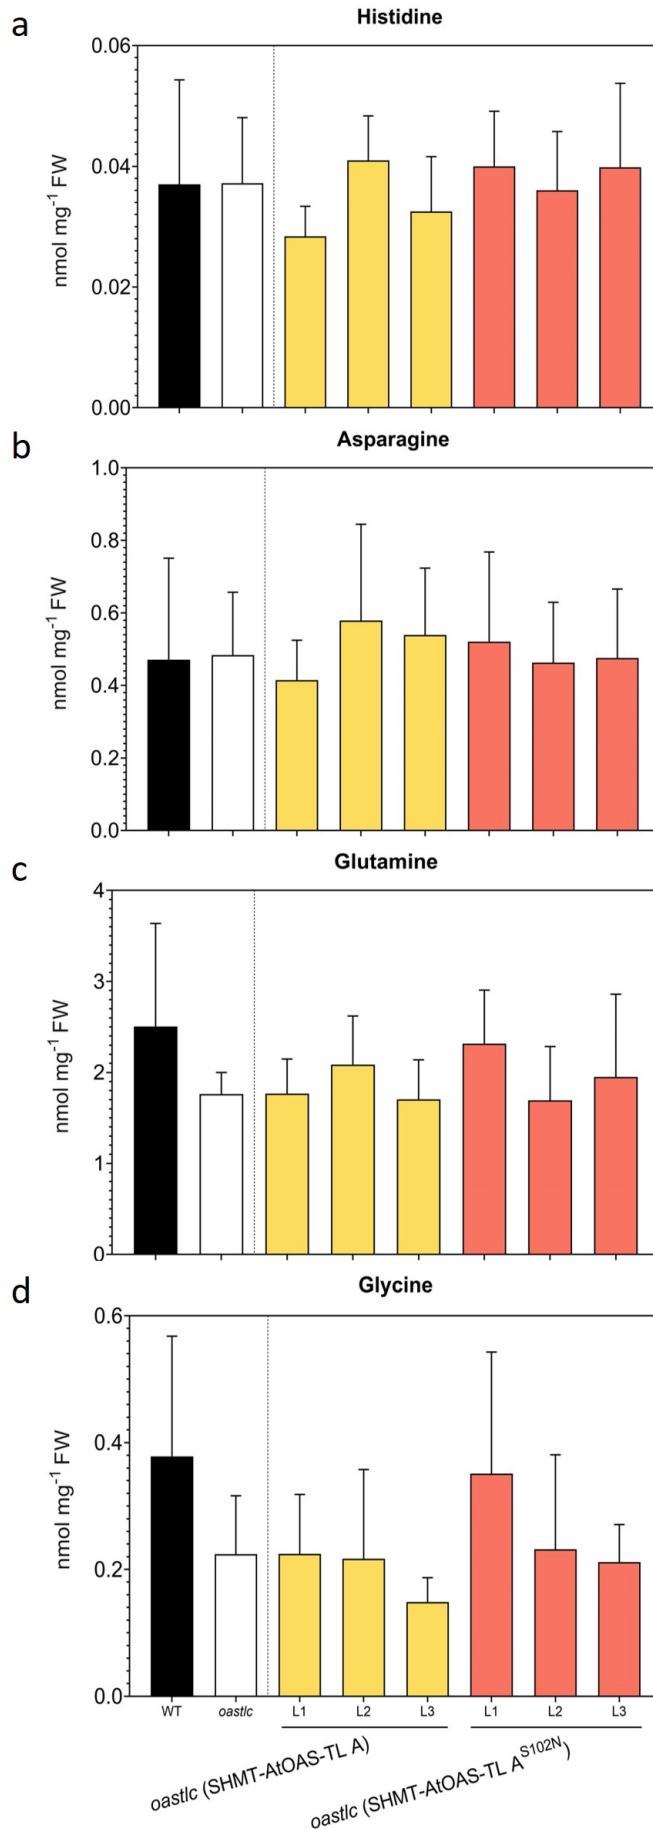 a
Histidine
nmol mg-1 FW
0.06
0.04
0.02
0.00
b
Asparagine
nmol mg-1 FW
1.0
0.8
0.6
0.4
0.2
0.0
c
Glutamine
nmol mg-1 FW
4
3
2
1
0
d
Glycine
nmol mg-1 FW
0.6
0.4
0.2
0.0
WT oastlc L1 L2 L3 L1 L2 L3
oastlc (SHMT-AtOAS-TL A)
oastlc (SHMT-AtOAS-TL AS102N)